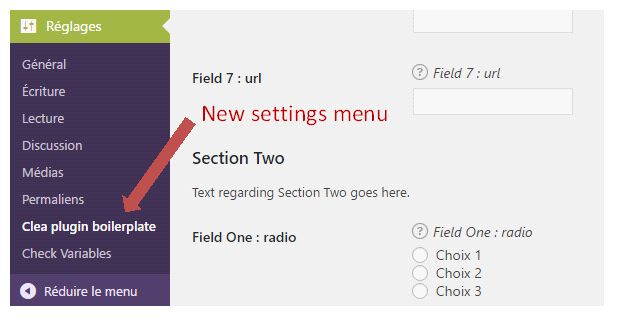 Réglages
Général
Écriture
Lecture
Discussion
Médias
Permaliens
Clea plugin boilerplate
Check Variables
Réduire le menu
Field 7 : url
? Field 7 : url
New settings menu
Section Two
Text regarding Section Two goes here.
Field One : radio
? Field One : radio
Choix 1
Choix 2
Choix 3